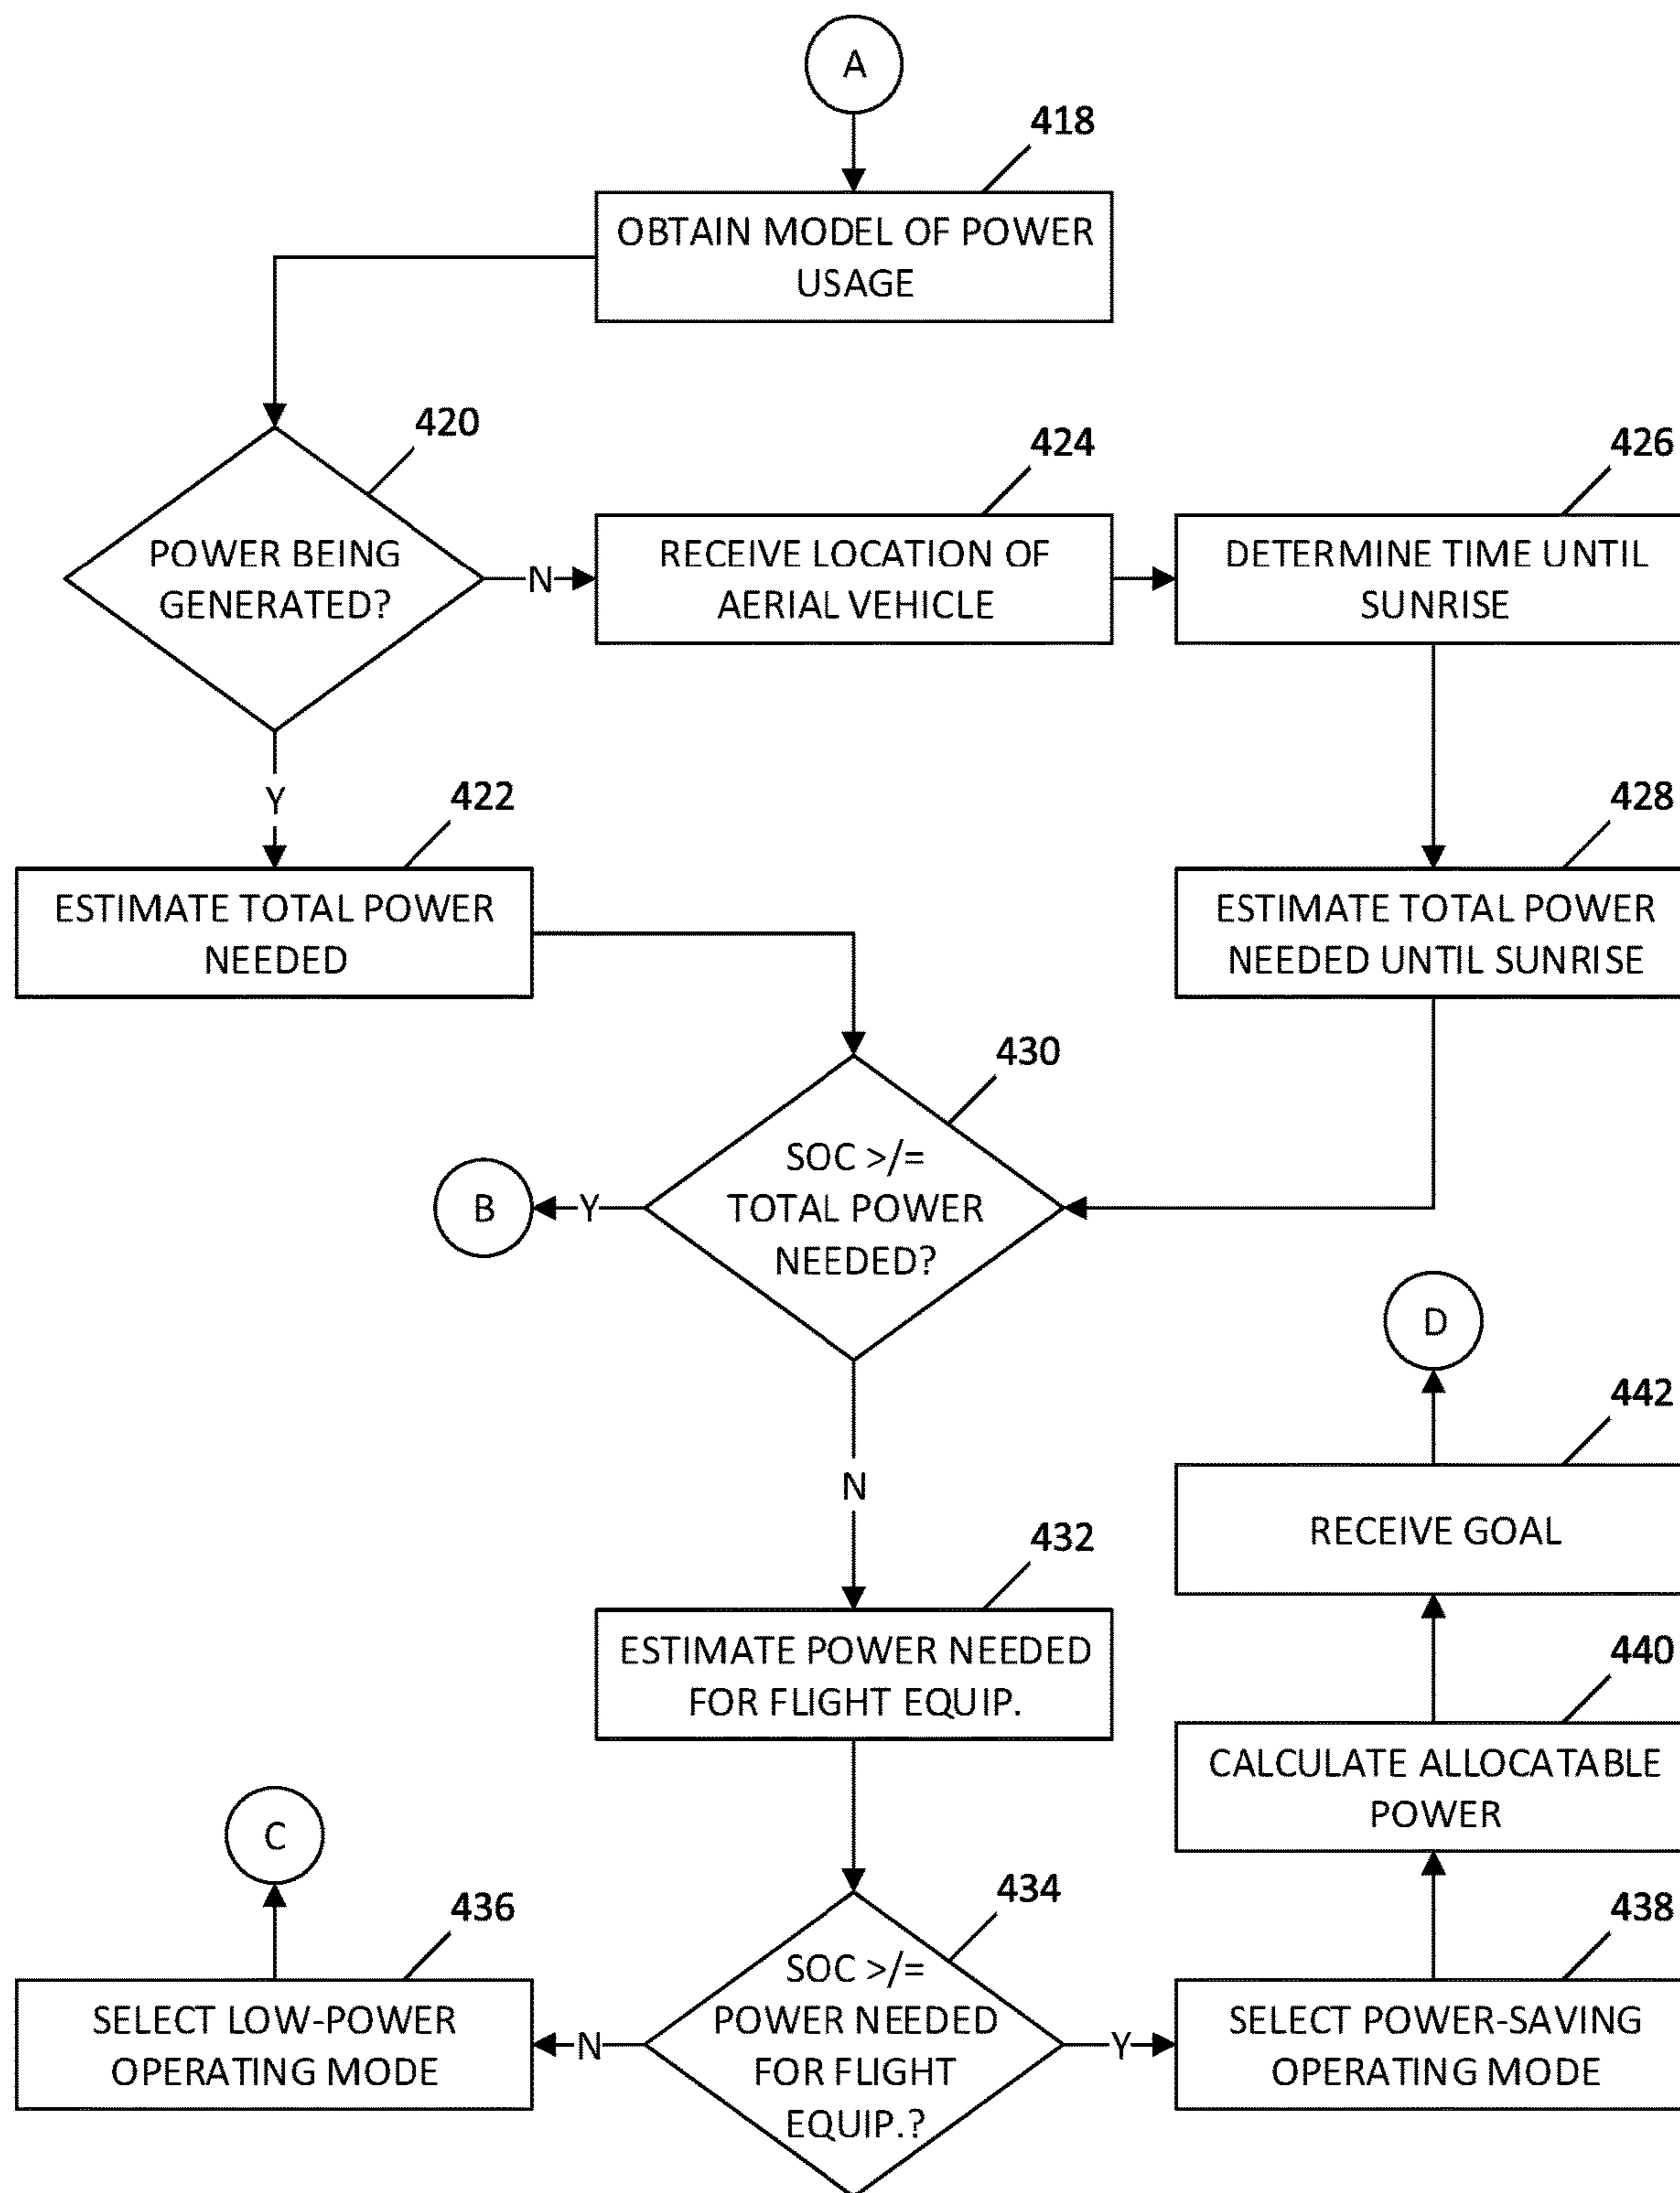 A
418
OBTAIN MODEL OF POWER
USAGE
420
POWER BEING
GENERATED?
N
424
RECEIVE LOCATION OF
AERIAL VEHICLE
426
DETERMINE TIME UNTIL
SUNRISE
Y
422
ESTIMATE TOTAL POWER
NEEDED
428
ESTIMATE TOTAL POWER
NEEDED UNTIL SUNRISE
430
SOC >/=
TOTAL POWER
NEEDED?
Y
B
N
D
442
RECEIVE GOAL
432
ESTIMATE POWER NEEDED
FOR FLIGHT EQUIP.
440
CALCULATE ALLOCATABLE
POWER
C
436
SELECT LOW-POWER
OPERATING MODE
N
434
SOC >/=
POWER NEEDED
FOR FLIGHT
EQUIP.?
Y
438
SELECT POWER-SAVING
OPERATING MODE